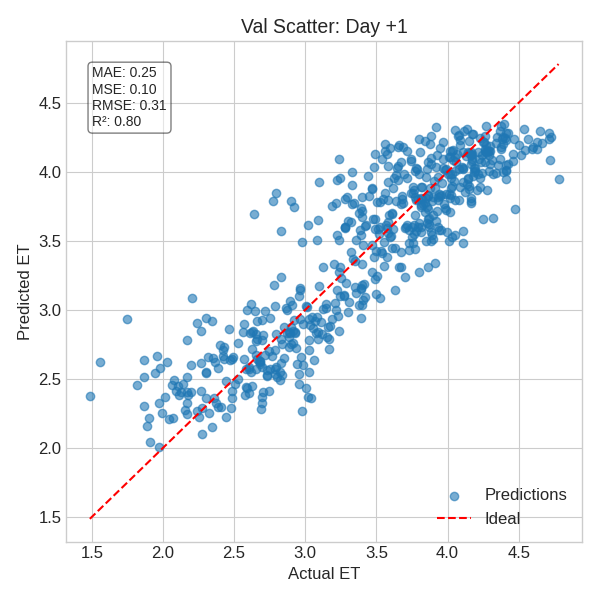 Val Scatter: Day +1
MAE: 0.25
MSE: 0.10
RMSE: 0.31
R²: 0.80
Predicted ET
4.5
4.0
3.5
3.0
2.5
2.0
1.5
Predictions
Ideal
1.5 2.0 2.5 3.0 3.5 4.0 4.5
Actual ET